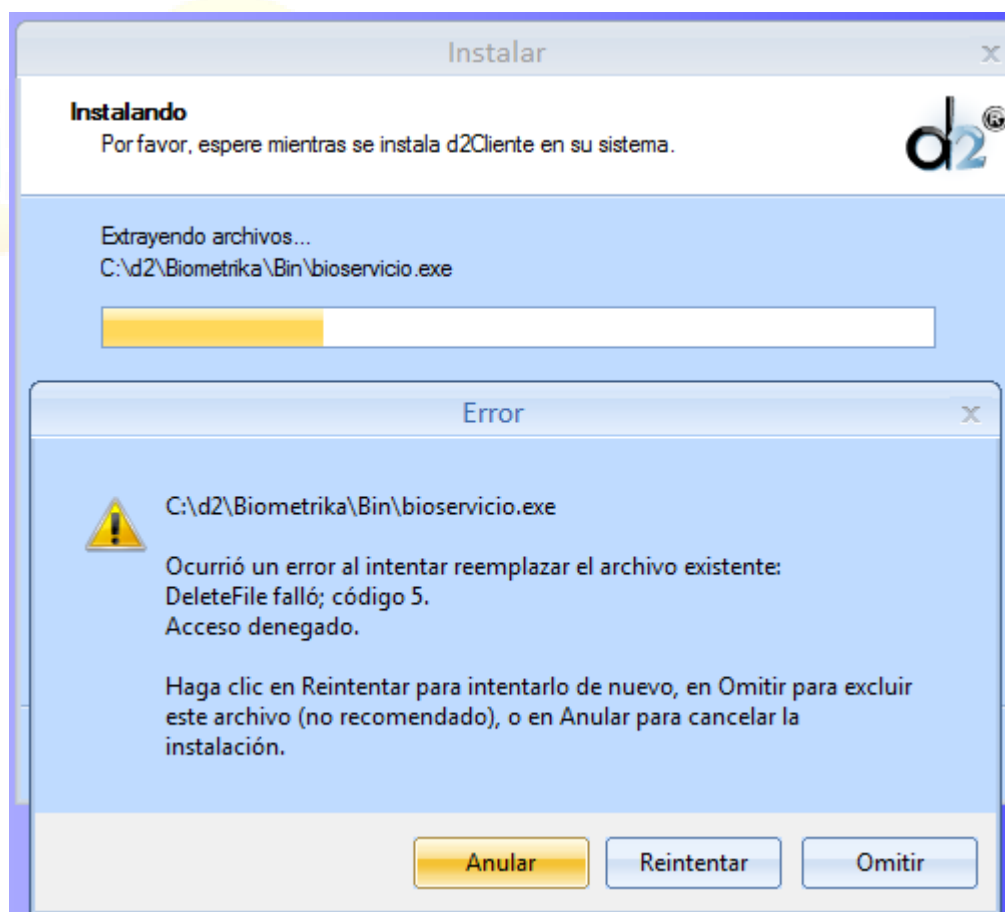 Instalar
x
Instalando
Por favor, espere mientras se instala d2Cliente en su sistema.
d2®
Extrayendo archivos...
C:\d2\Biometrika\Bin\bioservicio.exe
Error
x
C:\d2\Biometrika\Bin\bioservicio.exe
Ocurrió un error al intentar reemplazar el archivo existente:
DeleteFile falló; código 5.
Acceso denegado.
Haga clic en Reintentar para intentarlo de nuevo, en Omitir para excluir
este archivo (no recomendado), o en Anular para cancelar la
instalación.
Anular Reintentar Omitir